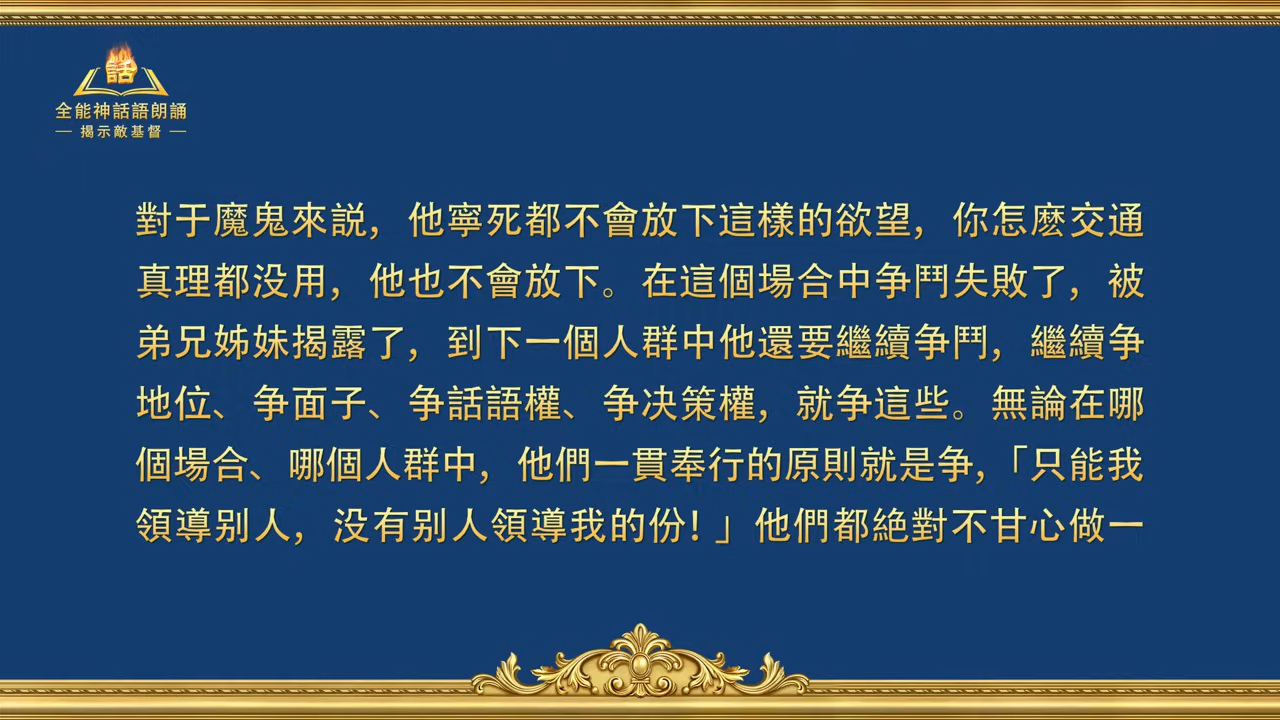 話
全能神話語朗誦
— 揭示敵基督 —
對于魔鬼來説，他寧死都不會放下這樣的欲望，你怎麽交通
真理都没用，他也不會放下。在這個場合中争鬥失敗了，被
弟兄姊妹揭露了，到下一個人群中他還要繼續争鬥，繼續争
地位、争面子、争話語權、争决策權，就争這些。無論在哪
個場合、哪個人群中，他們一貫奉行的原則就是争，「只能我
領導别人，没有别人領導我的份！」他們都絶對不甘心做一